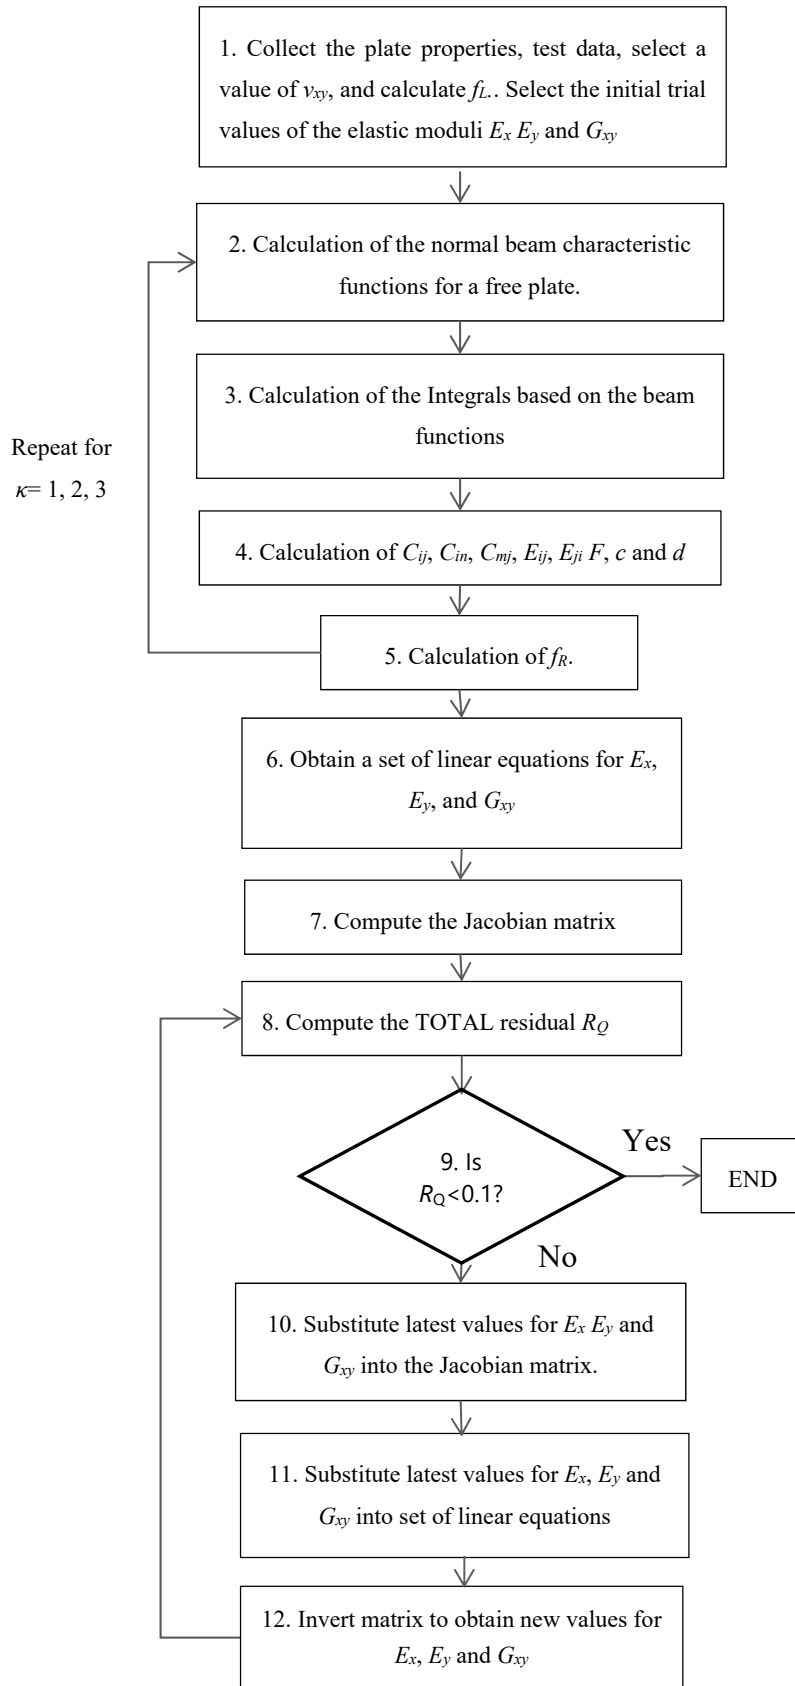 1. Collect the plate properties, test data, select a
value of νxy, and calculate fL.. Select the initial trial
values of the elastic moduli Ex Ey and Gxy
2. Calculation of the normal beam characteristic
functions for a free plate.
3. Calculation of the Integrals based on the beam
functions
Repeat for
κ= 1, 2, 3
4. Calculation of Cij, Cin, Cmj, Eij, Eji F, c and d
5. Calculation of fR.
6. Obtain a set of linear equations for Ex,
Ey, and Gxy
7. Compute the Jacobian matrix
8. Compute the TOTAL residual RQ
9. Is
RQ<0.1?
Yes
END
No
10. Substitute latest values for Ex Ey and
Gxy into the Jacobian matrix.
11. Substitute latest values for Ex, Ey and
Gxy into set of linear equations
12. Invert matrix to obtain new values for
Ex, Ey and Gxy